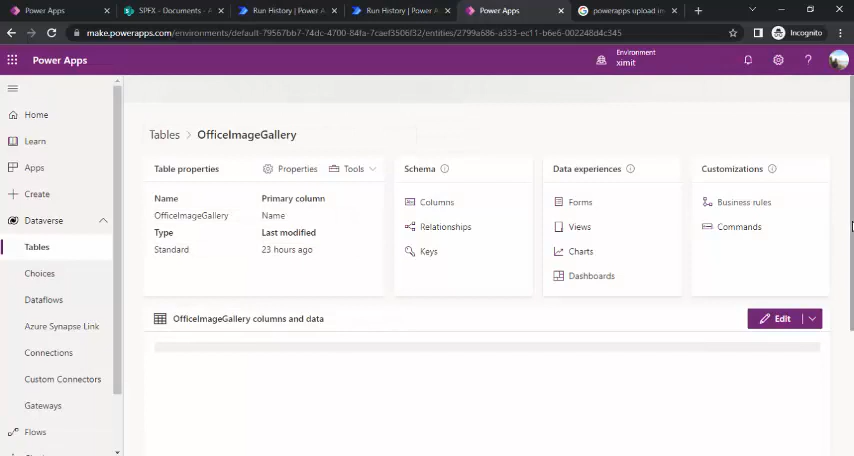 Power Apps
SPFX - Documents - A
Run History | Power A
Run History | Power A
Power Apps
powerapps upload im
make.powerapps.com/environments/default-79567bb7-74dc-4700-84fa-7caef3506f32/entities/2799a686-a333-ec11-b6e6-002248d4c345
Incognito
Power Apps
Environment
ximit
Home
Learn
Apps
Create
Dataverse
Tables
Choices
Dataflows
Azure Synapse Link
Connections
Custom Connectors
Gateways
Flows
Tables > OfficeImageGallery
Table properties
Properties
Tools
Name
Primary column
OfficeImageGallery
Name
Type
Last modified
Standard
23 hours ago
Schema
Columns
Relationships
Keys
Data experiences
Forms
Views
Charts
Dashboards
Customizations
Business rules
Commands
OfficeImageGallery columns and data
Edit